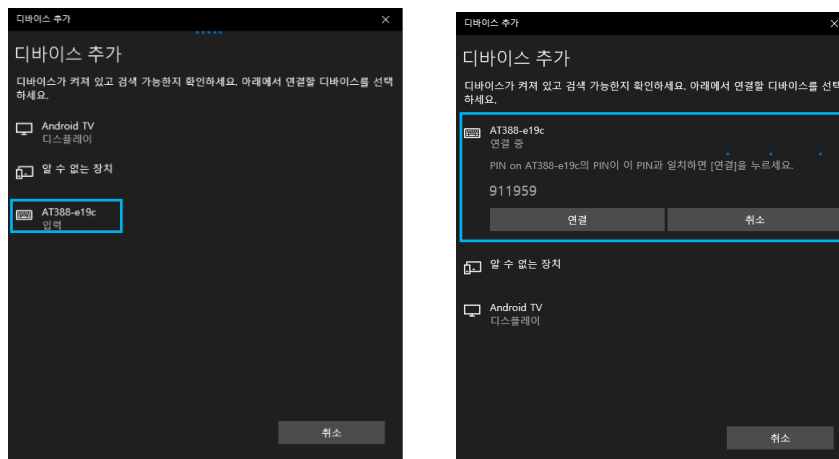 디바이스 추가
디바이스 추가
디바이스가 켜져 있고 검색 가능한지 확인하세요. 아래에서 연결할 디바이스를 선택
하세요.
Android TV
디스플레이
알 수 없는 장치
AT388-e19c
입력
취소
디바이스 추가
디바이스 추가
디바이스가 켜져 있고 검색 가능한지 확인하세요. 아래에서 연결할 디바이스를 선택
하세요.
AT388-e19c
연결 중
PIN on AT388-e19c의 PIN이 이 PIN과 일치하면 [연결]을 누르세요.
911959
연결
취소
알 수 없는 장치
Android TV
디스플레이
취소